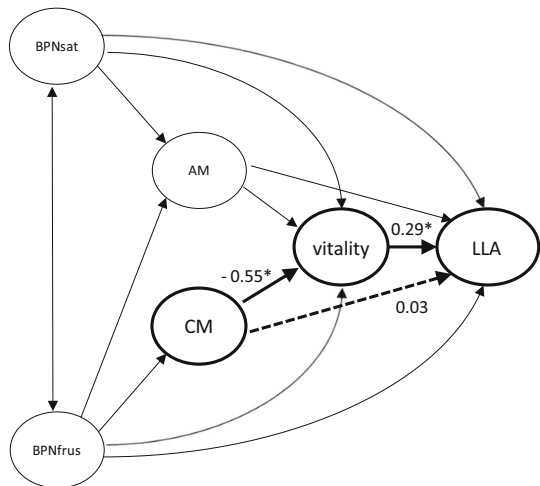 BPNsat
AM
vitality
0.29*
LLA
- 0.55*
CM
0.03
BPNfrus